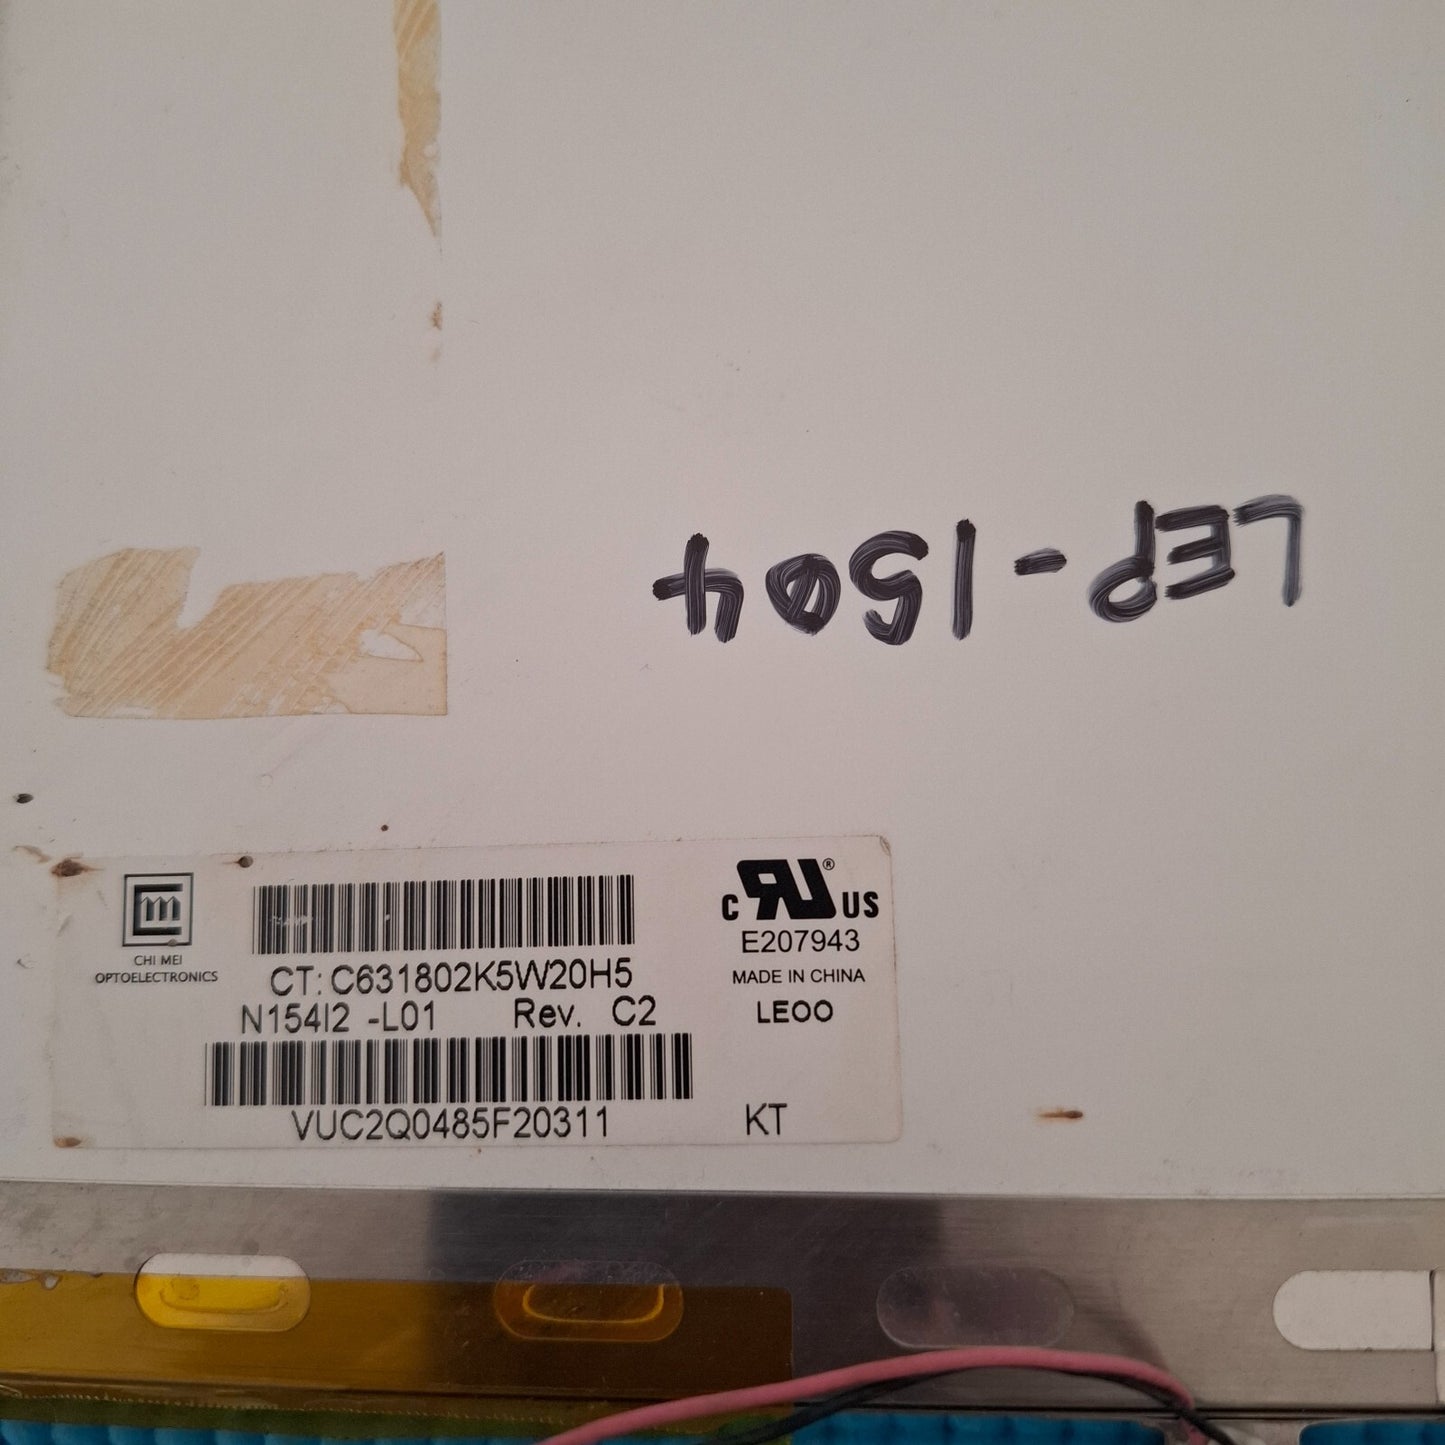 LEP-1504
CHI MEI
OPTOELECTRONICS
CT: C631802K5W20H5
N154I2 -L01 Rev. C2
VUC2Q0485F20311
C RU ® US
E207943
MADE IN CHINA
LEOO
KT